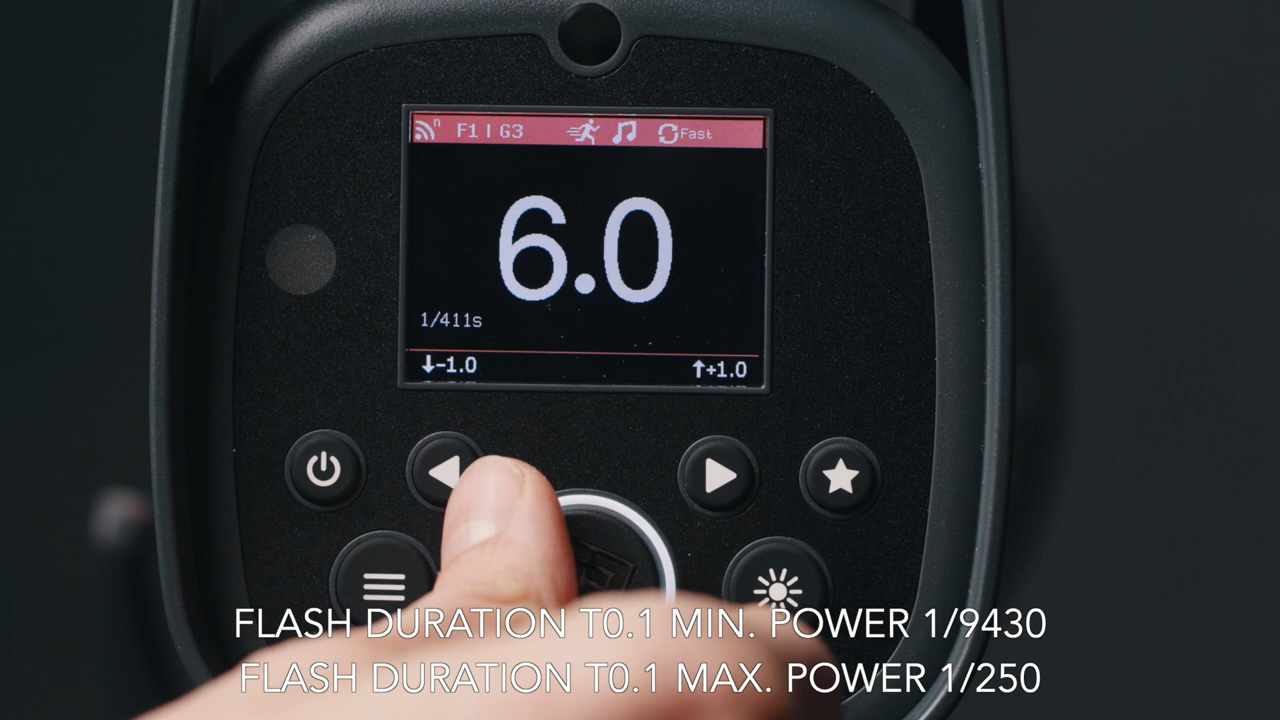 n F1 | G3 Fast
6.0
1/411s
-1.0 +1.0
FLASH DURATION T0.1 MIN. POWER 1/9430
FLASH DURATION T0.1 MAX. POWER 1/250